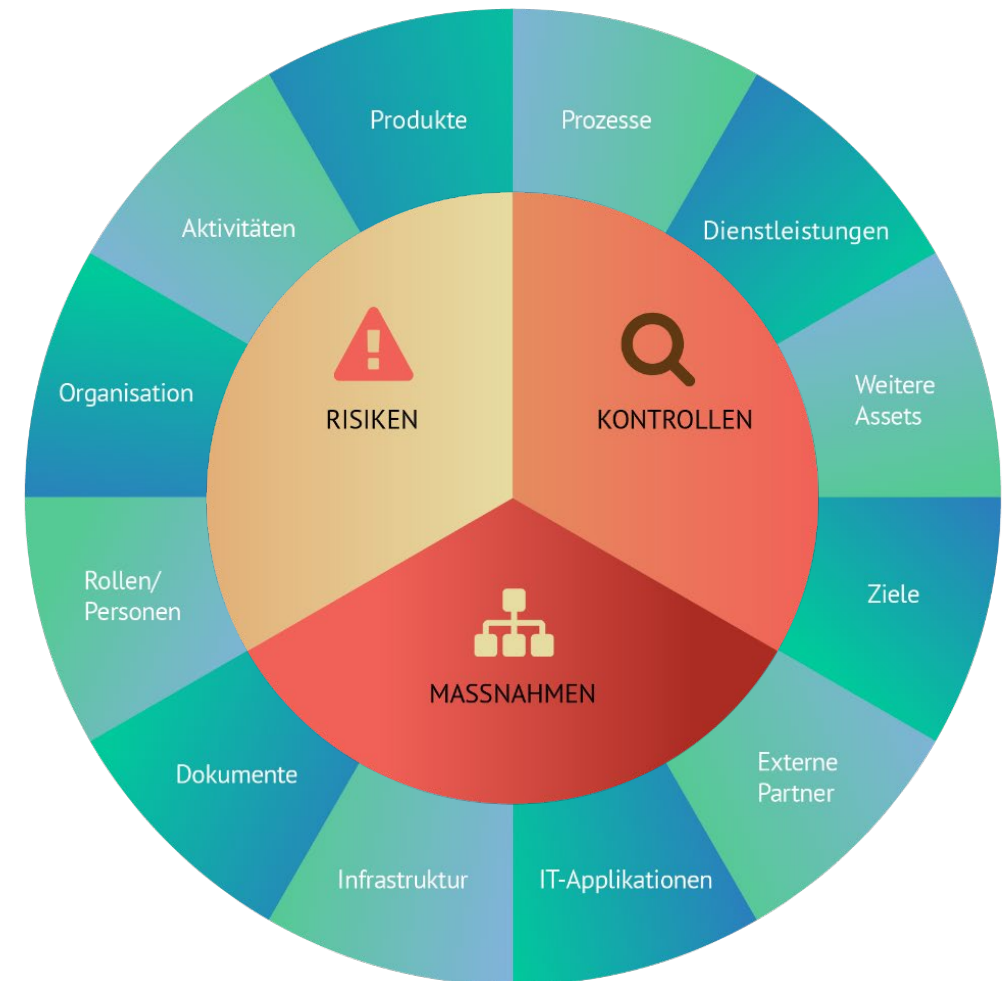 Produkte
Prozesse
Dienstleistungen
Weitere
Assets
Ziele
Externe
Partner
IT-Applikationen
Infrastruktur
Dokumente
Rollen/
Personen
Organisation
Aktivitäten
RISIKEN
KONTROLLEN
MASSNAHMEN